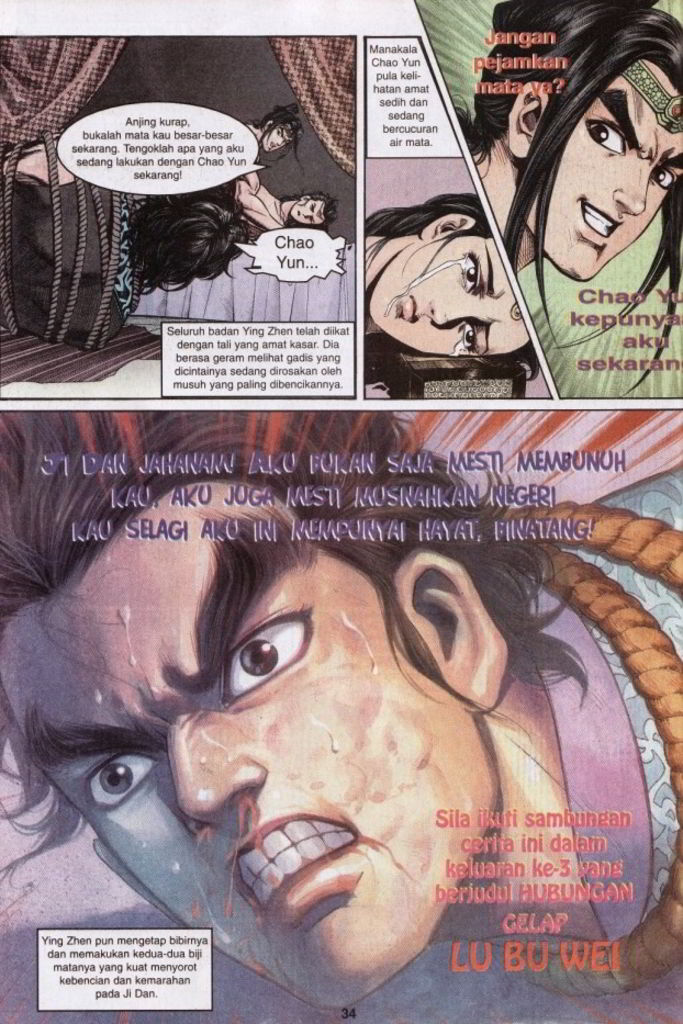 Anjing kurap,
bukalah mata kau besar-besar
sekarang. Tengoklah apa yang aku
sedang lakukan dengan Chao Yun
sekarang!
Chao
Yun...
Seluruh badan Ying Zhen telah diikat
dengan tali yang amat kasar. Dia
berasa geram melihat gadis yang
dicintainya sedang dirosakan oleh
musuh yang paling dibencikannya.
Manakala
Chao Yun
pula keli-
hatan amat
sedih dan
sedang
bercucuran
air mata.
Jangan
pejamkan
mata ya?
Chao Yu
kepunya
aku
sekaran
JI DAN JAHANAM! AKU BUKAN SAJA MESTI MEMBUNUH
KAU, AKU JUGA MESTI MUSNAHKAN NEGERI
KAU SELAGI AKU INI MEMPUNYAI HAYAT, BINATANG!
Sila ikuti sambungan
cerita ini dalam
keluaran ke-3 yang
berjudul HUBUNGAN
GELAP
LU BU WEI
Ying Zhen pun mengetap bibirnya
dan memakukan kedua-dua biji
matanya yang kuat menyorot
kebencian dan kemarahan
pada Ji Dan.
34